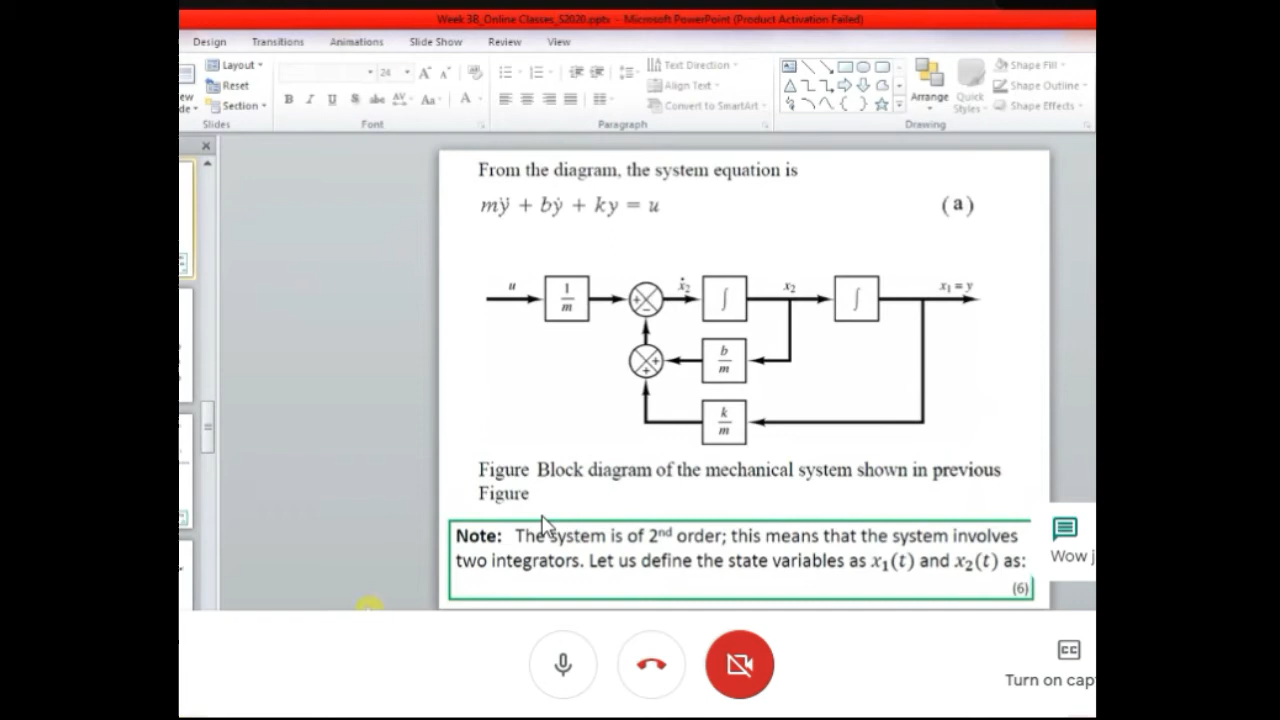 Week 3B_Online Classes_S2020.pptx - Microsoft PowerPoint (Product Activation Failed)
Design Transitions Animations Slide Show Review View
Layout
Reset
Section
Slides
24
B I U S abc AV Aa A
Font
Text Direction
Align Text
Convert to SmartArt
Paragraph
Arrange
Quick
Styles
Shape Fill
Shape Outline
Shape Effects
Drawing
From the diagram, the system equation is
mÿ + bẏ + ky = u (a)
u 1/m + − ẋ₂ ∫ x₂ ∫ x₁ = y
+ + b/m
k/m
Figure Block diagram of the mechanical system shown in previous
Figure
Note: The system is of 2nd order; this means that the system involves
two integrators. Let us define the state variables as x₁(t) and x₂(t) as:
(6)
Wow j
CC
Turn on cap